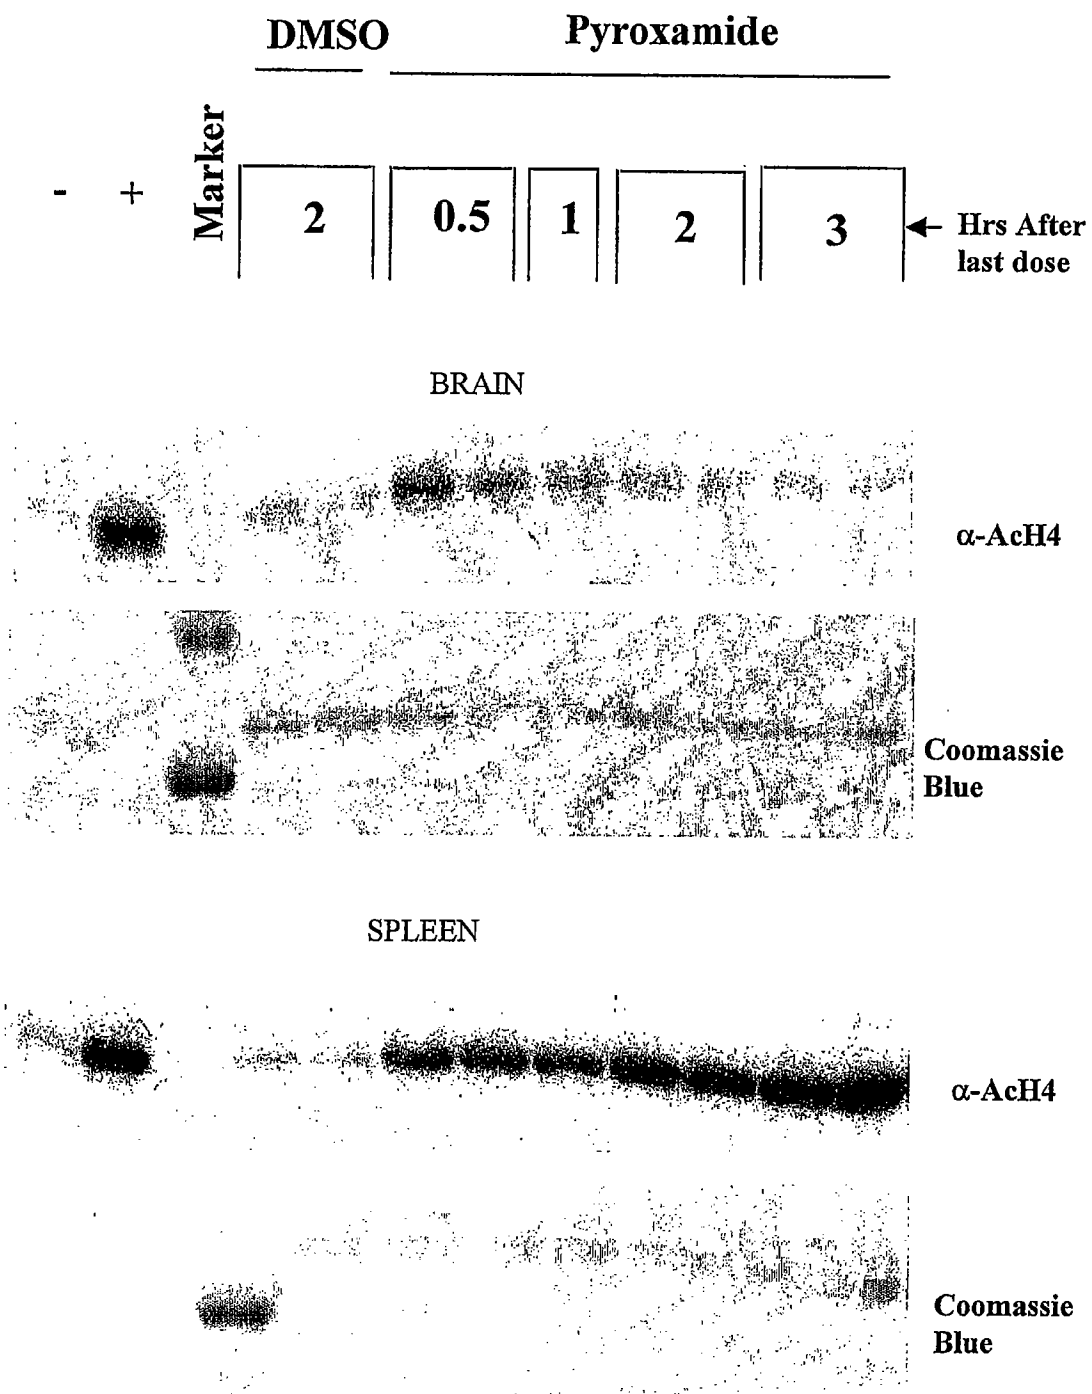 DMSO
Pyroxamide
-
+
Marker
2
0.5
1
2
3
Hrs After
last dose
BRAIN
α-AcH4
Coomassie
Blue
SPLEEN
α-AcH4
Coomassie
Blue